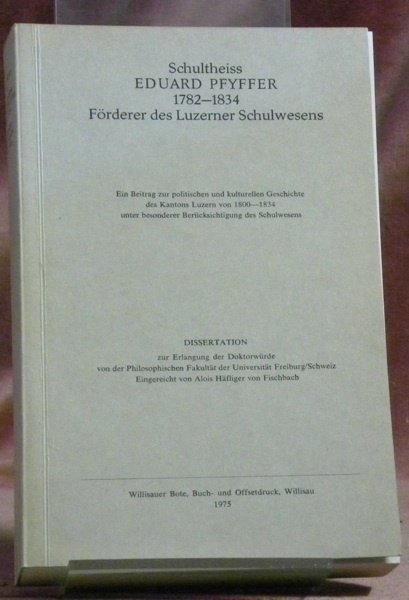 Schultheiss
EDUARD PFYFFER
1782—1834
Förderer des Luzerner Schulwesens
Ein Beitrag zur politischen und kulturellen Geschichte
des Kantons Luzern von 1800—1834
unter besonderer Berücksichtigung des Schulwesens
DISSERTATION
zur Erlangung der Doktorwürde
von der Philosophischen Fakultät der Universität Freiburg/Schweiz
Eingereicht von Alois Häfliger von Fischbach
Willisauer Bote, Buch- und Offsetdruck, Willisau
1975